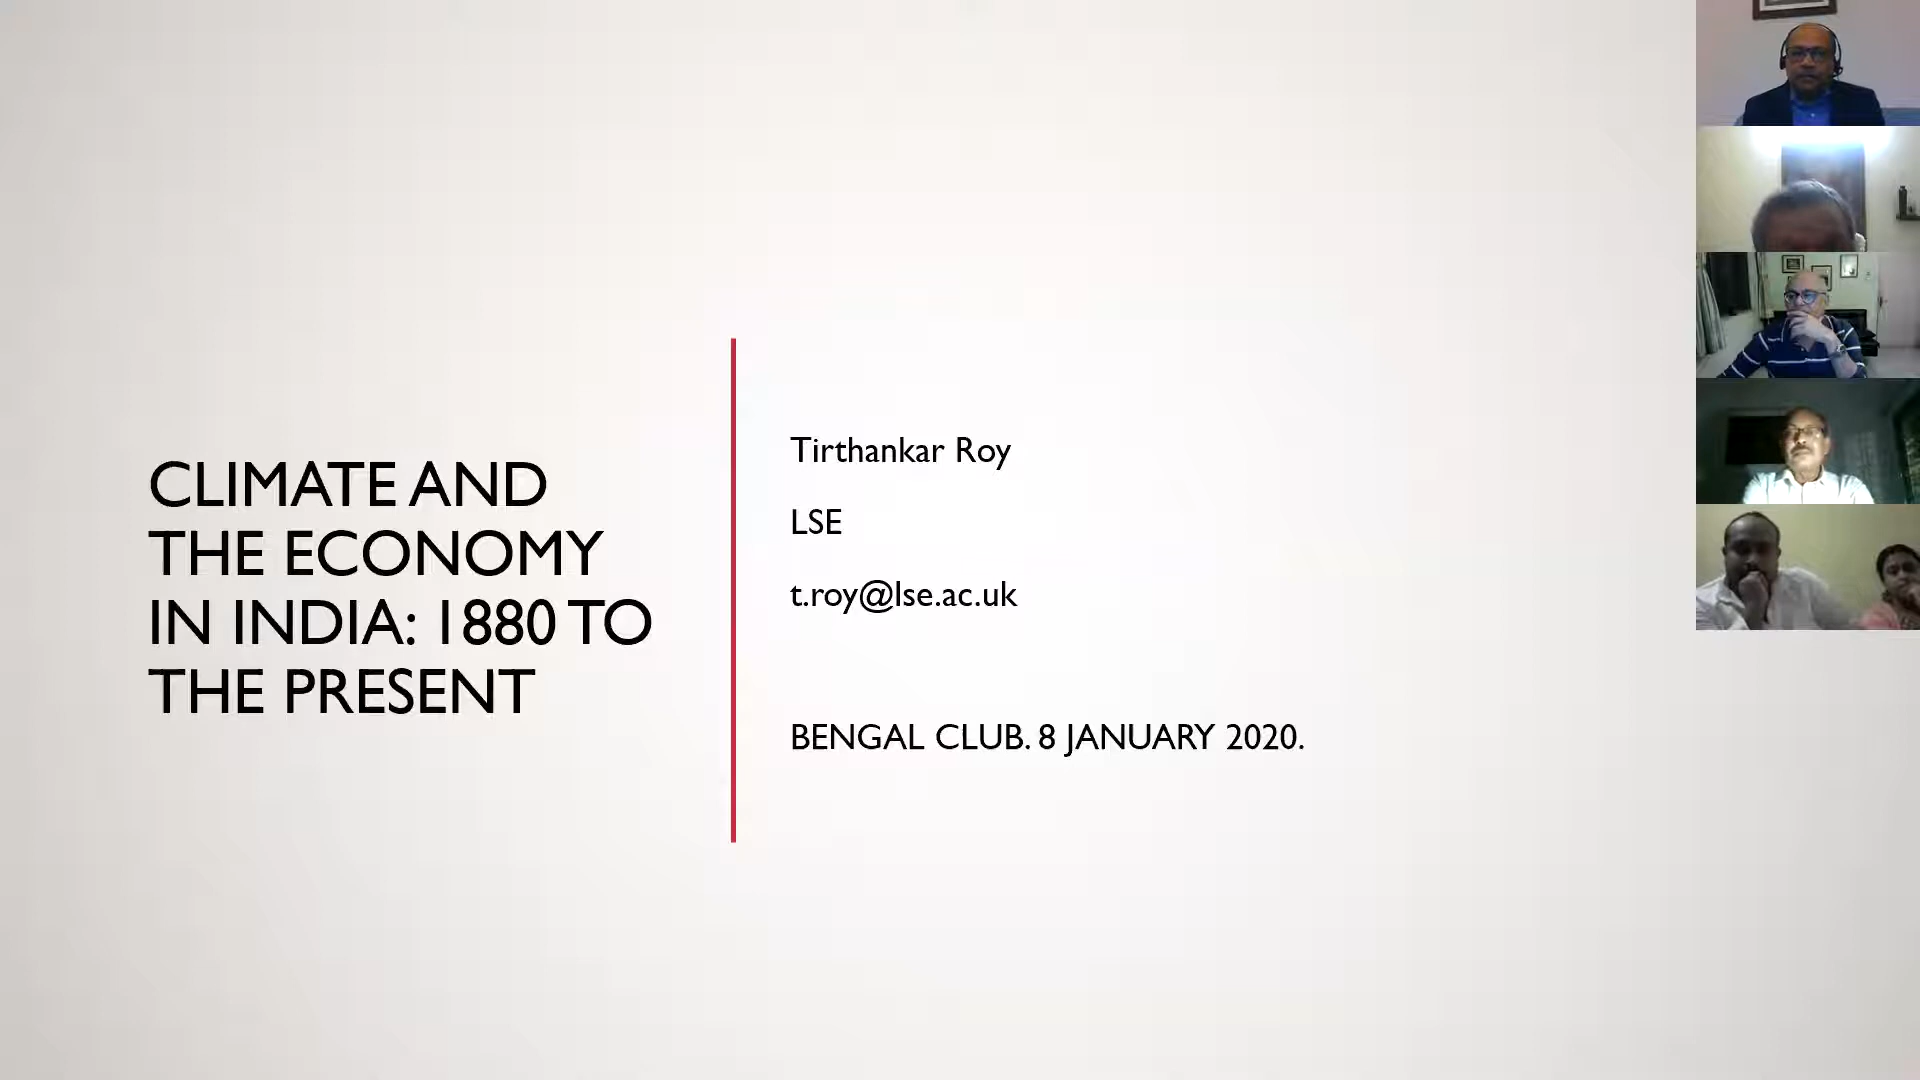 CLIMATE AND
THE ECONOMY
IN INDIA: 1880 TO
THE PRESENT
Tirthankar Roy
LSE
t.roy@lse.ac.uk
BENGAL CLUB. 8 JANUARY 2020.